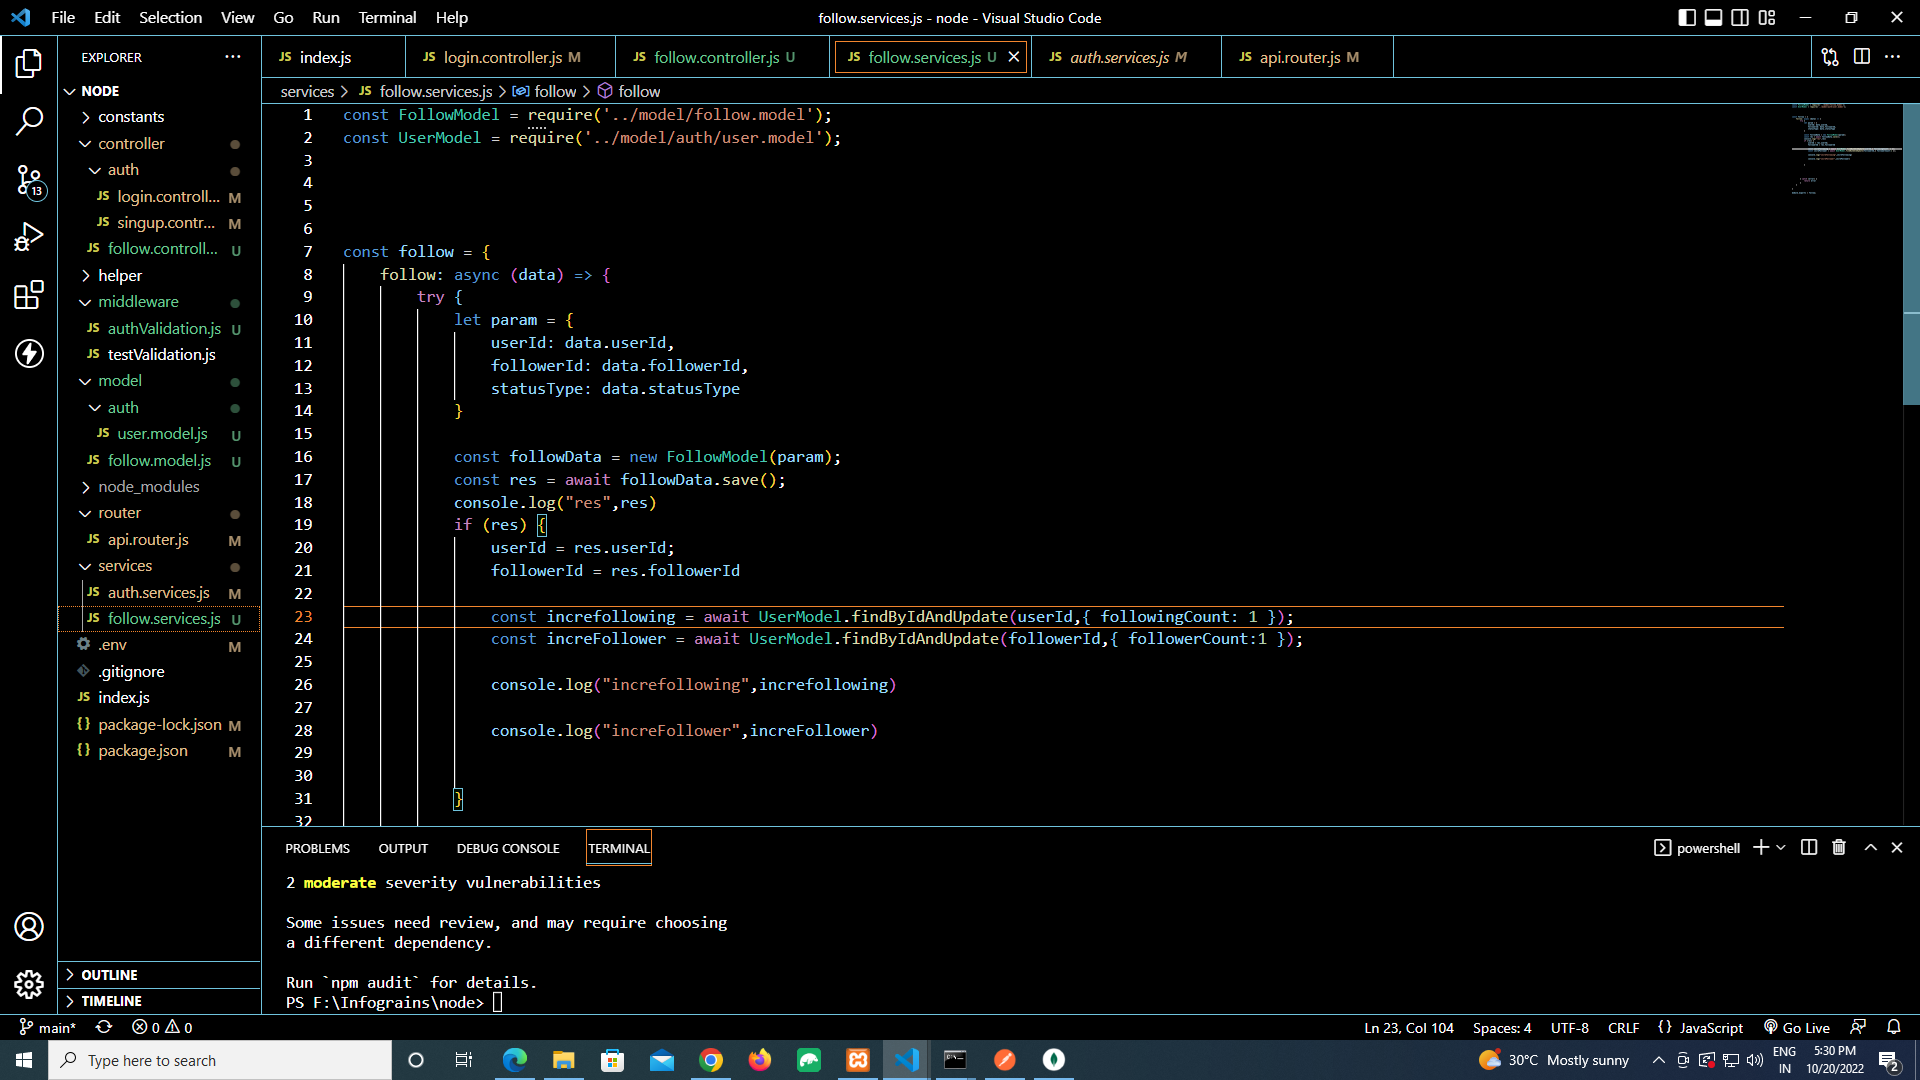 File Edit Selection View Go Run Terminal Help
follow.services.js - node - Visual Studio Code
EXPLORER ···
JS index.js
JS login.controller.js M
JS follow.controller.js U
JS follow.services.js U
JS auth.services.js M
JS api.router.js M
services > JS follow.services.js > follow > follow
NODE
constants
controller
auth
JS login.controll... M
JS singup.contr... M
JS follow.controll... U
helper
middleware
JS authValidation.js U
JS testValidation.js
model
auth
JS user.model.js U
JS follow.model.js U
node_modules
router
JS api.router.js M
services
JS auth.services.js M
JS follow.services.js U
.env M
.gitignore
JS index.js
{} package-lock.json M
{} package.json M
OUTLINE
TIMELINE
13
1 const FollowModel = require('../model/follow.model');
2 const UserModel = require('../model/auth/user.model');
3
4
5
6
7 const follow = {
8 follow: async (data) => {
9 try {
10 let param = {
11 userId: data.userId,
12 followerId: data.followerId,
13 statusType: data.statusType
14 }
15
16 const followData = new FollowModel(param);
17 const res = await followData.save();
18 console.log("res",res)
19 if (res) {
20 userId = res.userId;
21 followerId = res.followerId
22
23 const increfollowing = await UserModel.findByIdAndUpdate(userId,{ followingCount: 1 });
24 const increFollower = await UserModel.findByIdAndUpdate(followerId,{ followerCount:1 });
25
26 console.log("increfollowing",increfollowing)
27
28 console.log("increFollower",increFollower)
29
30
31 }
32
PROBLEMS OUTPUT DEBUG CONSOLE TERMINAL
powershell
2 moderate severity vulnerabilities
Some issues need review, and may require choosing
a different dependency.
Run `npm audit` for details.
PS F:\Infograins\node>
main* 0 0
Ln 23, Col 104 Spaces: 4 UTF-8 CRLF {} JavaScript Go Live
Type here to search
30°C Mostly sunny
ENG
IN
5:30 PM
10/20/2022
2